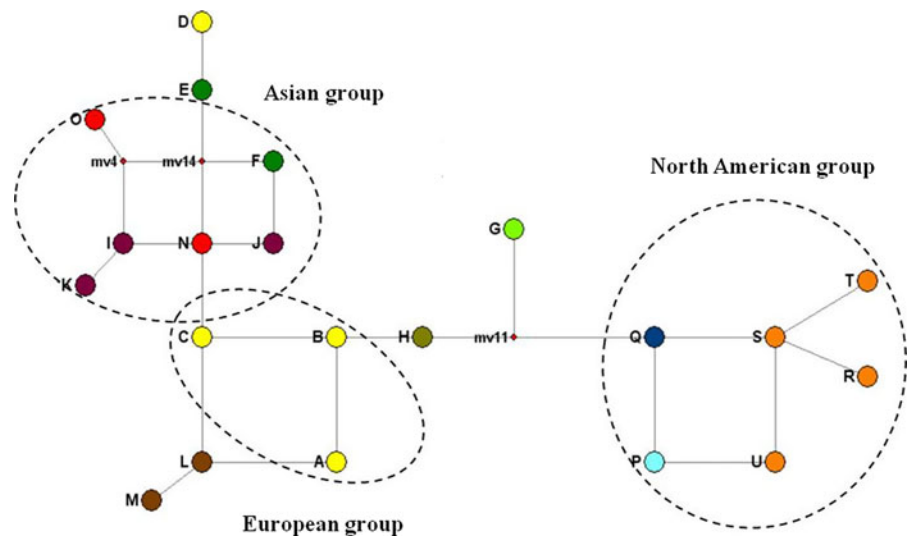 D
E
Asian group
O
mv4
mv14
F
North American group
G
I
N
J
K
T
C
B
H
mv11
Q
S
R
L
A
P
U
M
European group